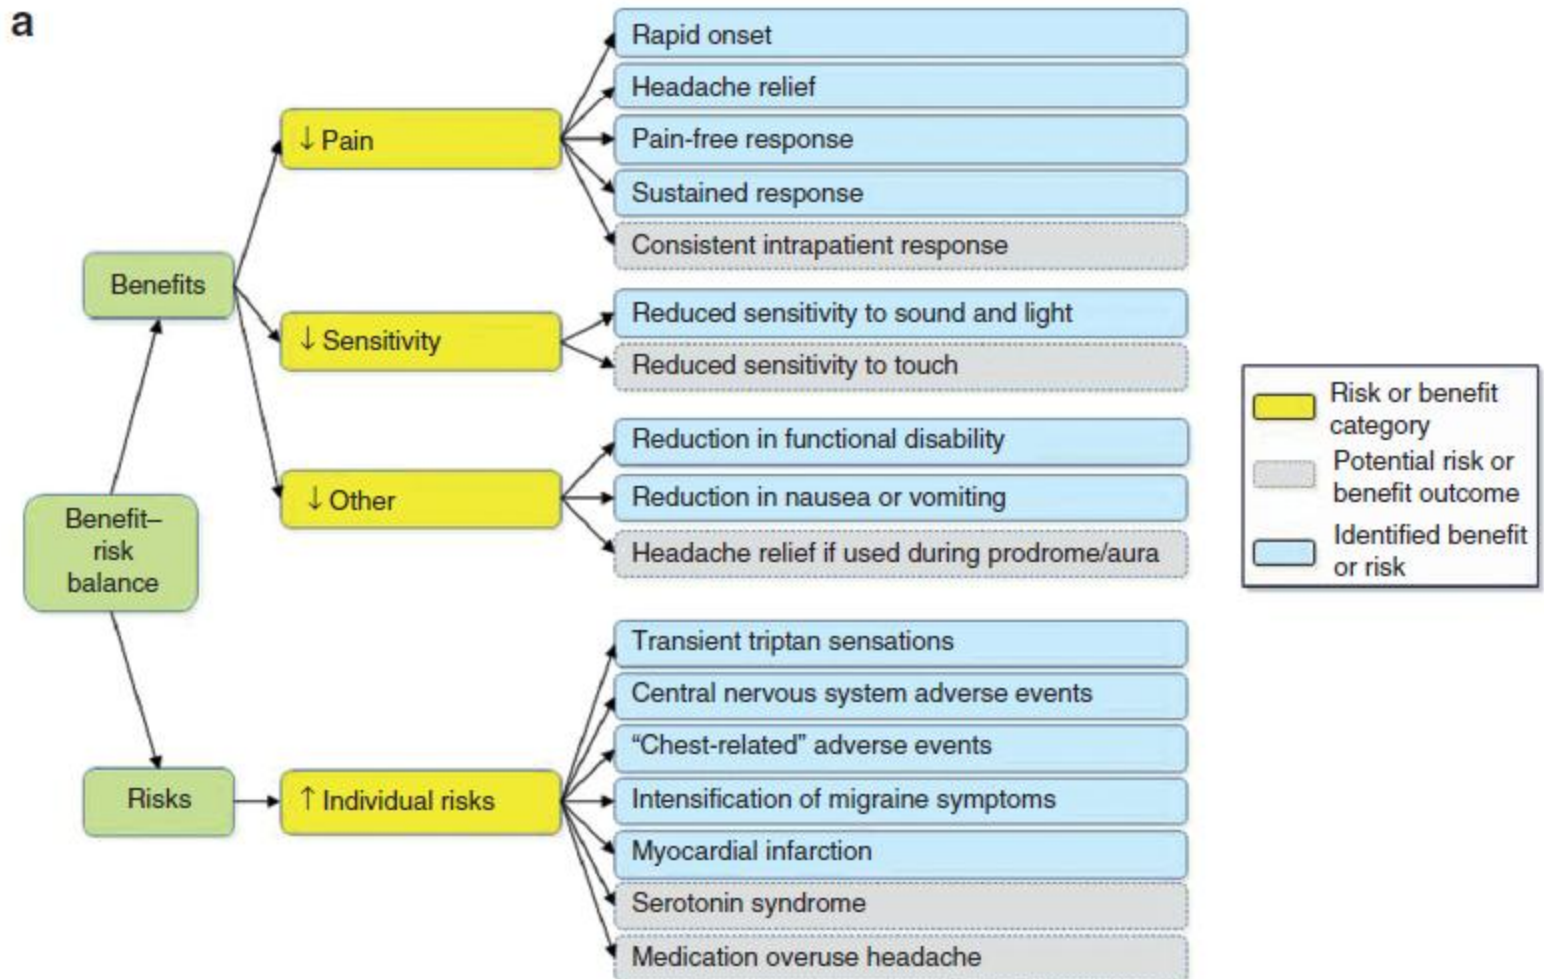 a
Rapid onset
Headache relief
↓ Pain
Pain-free response
Sustained response
Consistent intrapatient response
Benefits
Reduced sensitivity to sound and light
↓ Sensitivity
Reduced sensitivity to touch
Reduction in functional disability
↓ Other
Reduction in nausea or vomiting
Headache relief if used during prodrome/aura
Benefit–
risk
balance
Transient triptan sensations
Central nervous system adverse events
“Chest-related” adverse events
Risks
↑ Individual risks
Intensification of migraine symptoms
Myocardial infarction
Serotonin syndrome
Medication overuse headache
Risk or benefit
category
Potential risk or
benefit outcome
Identified benefit
or risk